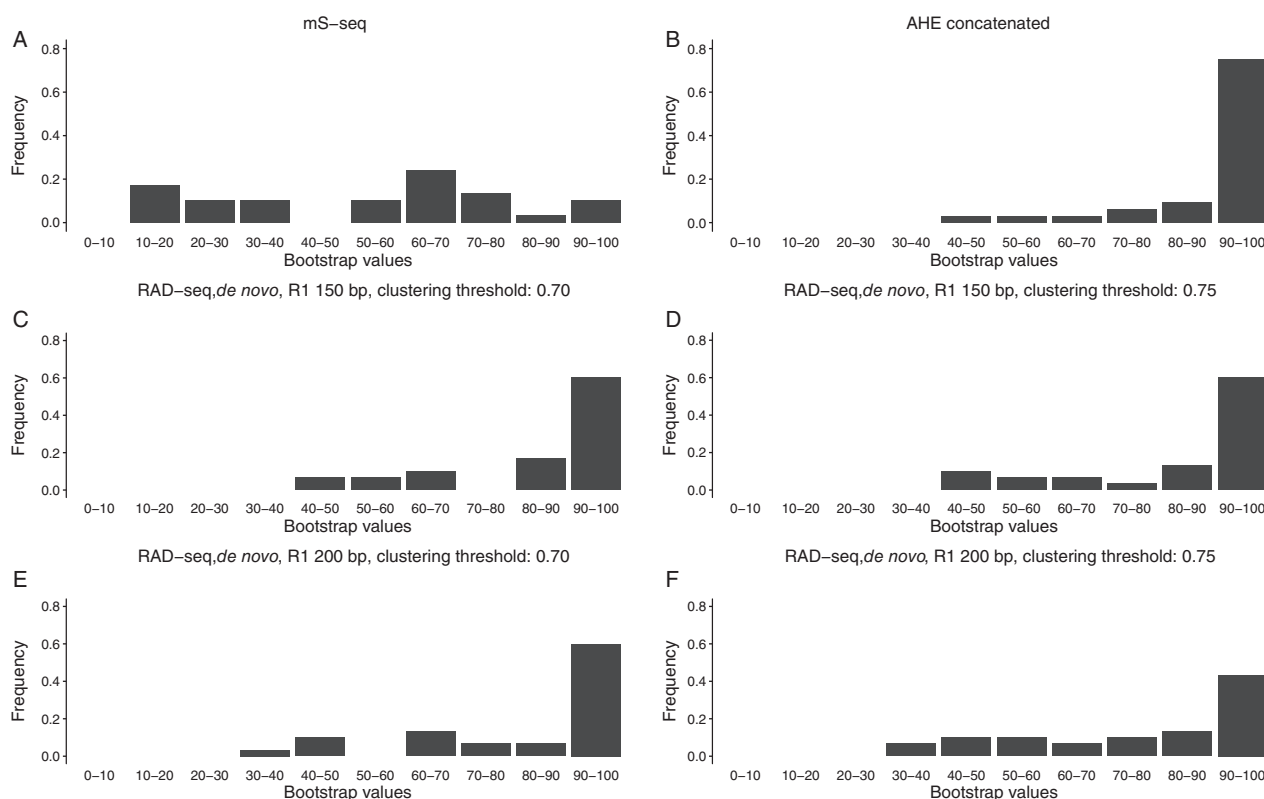 A
mS−seq
0.8
0.6
0.4
0.2
0.0
Frequency
0−10 10−20 20−30 30−40 40−50 50−60 60−70 70−80 80−90 90−100
Bootstrap values
B
AHE concatenated
0.8
0.6
0.4
0.2
0.0
Frequency
0−10 10−20 20−30 30−40 40−50 50−60 60−70 70−80 80−90 90−100
Bootstrap values
RAD−seq,de novo, R1 150 bp, clustering threshold: 0.70
C
0.8
0.6
0.4
0.2
0.0
Frequency
0−10 10−20 20−30 30−40 40−50 50−60 60−70 70−80 80−90 90−100
Bootstrap values
RAD−seq,de novo, R1 150 bp, clustering threshold: 0.75
D
0.8
0.6
0.4
0.2
0.0
Frequency
0−10 10−20 20−30 30−40 40−50 50−60 60−70 70−80 80−90 90−100
Bootstrap values
RAD−seq,de novo, R1 200 bp, clustering threshold: 0.70
E
0.8
0.6
0.4
0.2
0.0
Frequency
0−10 10−20 20−30 30−40 40−50 50−60 60−70 70−80 80−90 90−100
Bootstrap values
RAD−seq,de novo, R1 200 bp, clustering threshold: 0.75
F
0.8
0.6
0.4
0.2
0.0
Frequency
0−10 10−20 20−30 30−40 40−50 50−60 60−70 70−80 80−90 90−100
Bootstrap values